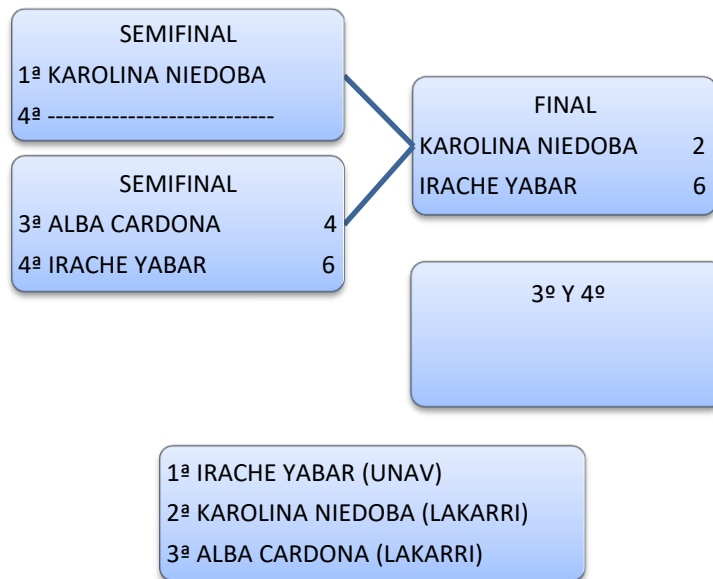 SEMIFINAL
1ª KAROLINA NIEDOBA
4ª ----------------------------
SEMIFINAL
3ª ALBA CARDONA 4
4ª IRACHE YABAR 6
FINAL
KAROLINA NIEDOBA 2
IRACHE YABAR 6
3º Y 4º
1ª IRACHE YABAR (UNAV)
2ª KAROLINA NIEDOBA (LAKARRI)
3ª ALBA CARDONA (LAKARRI)